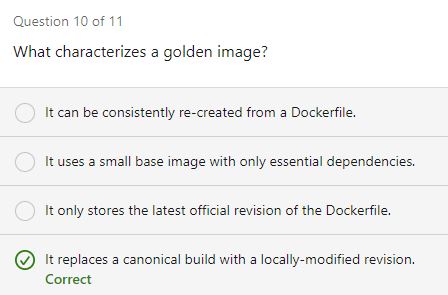 Question 10 of 11
What characterizes a golden image?
It can be consistently re-created from a Dockerfile.
It uses a small base image with only essential dependencies.
It only stores the latest official revision of the Dockerfile.
It replaces a canonical build with a locally-modified revision.
Correct